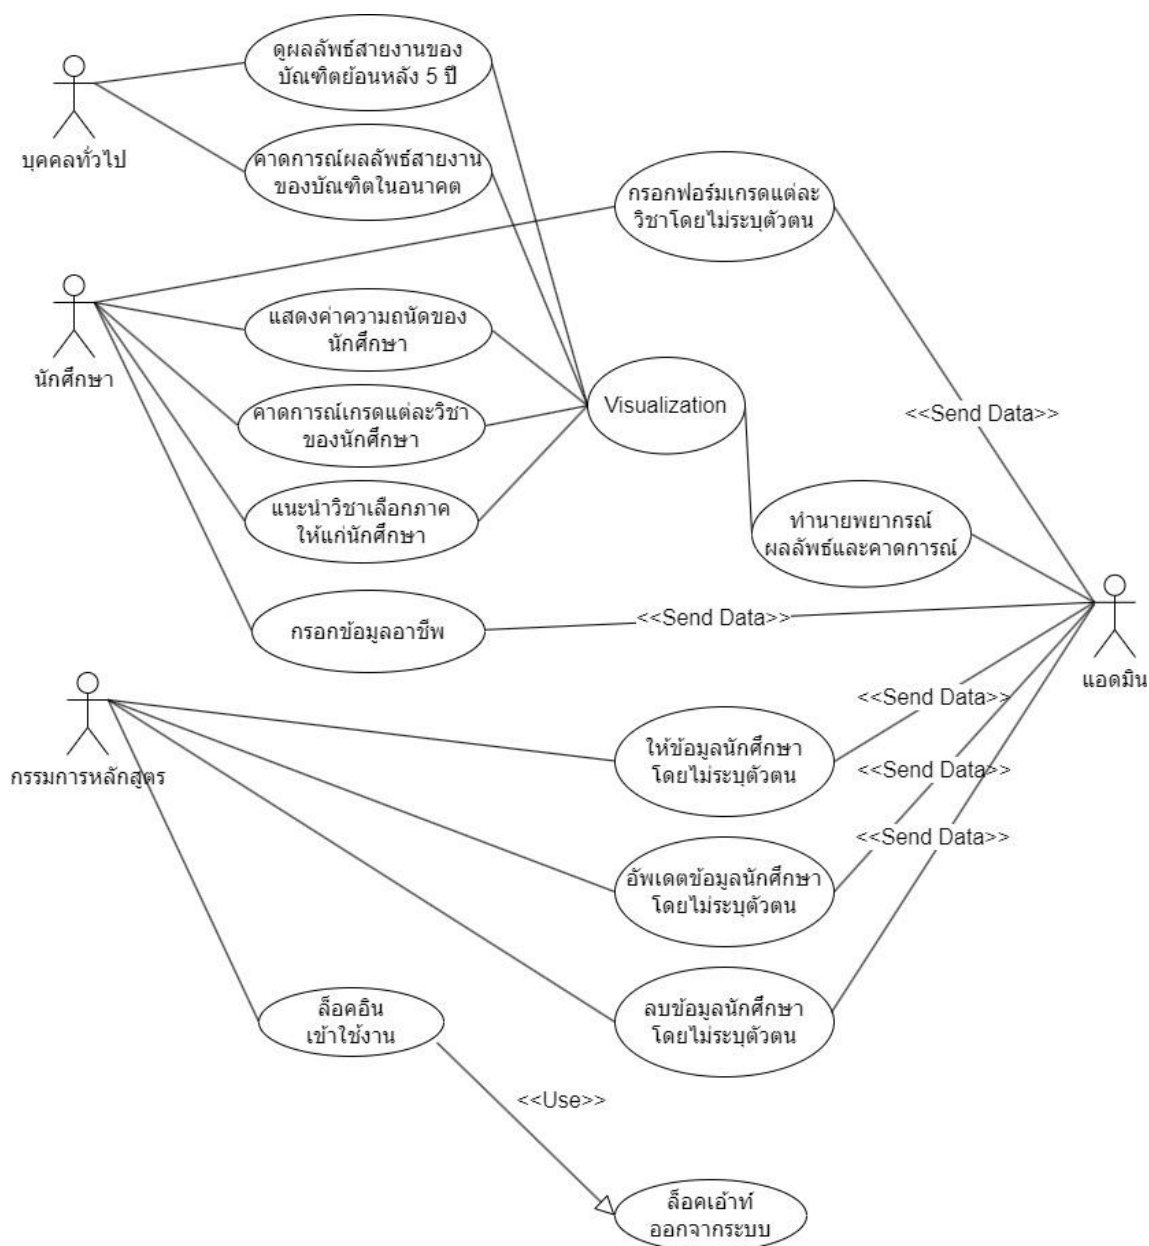 ดูผลลัพธ์สายงานของ
บัณฑิตย้อนหลัง 5 ปี
บุคคลทั่วไป
คาดการณ์ผลลัพธ์สายงาน
ของบัณฑิตในอนาคต
กรอกฟอร์มเกรดแต่ละ
วิชาโดยไม่ระบุตัวตน
นักศึกษา
แสดงค่าความถนัดของ
นักศึกษา
คาดการณ์เกรดแต่ละวิชา
ของนักศึกษา
Visualization
<<Send Data>>
แนะนำวิชาเลือกภาค
ให้แก่นักศึกษา
ทำนายพยากรณ์
ผลลัพธ์และคาดการณ์
กรอกข้อมูลอาชีพ
<<Send Data>>
แอดมิน
กรรมการหลักสูตร
<<Send Data>>
ให้ข้อมูลนักศึกษา
โดยไม่ระบุตัวตน
<<Send Data>>
<<Send Data>>
อัพเดตข้อมูลนักศึกษา
โดยไม่ระบุตัวตน
ล็อคอิน
เข้าใช้งาน
ลบข้อมูลนักศึกษา
โดยไม่ระบุตัวตน
<<Use>>
ล็อคเอ้าท์
ออกจากระบบ